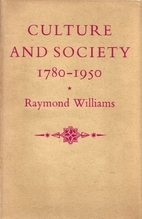 CULTURE
AND SOCIETY
1780-1950
Raymond Williams